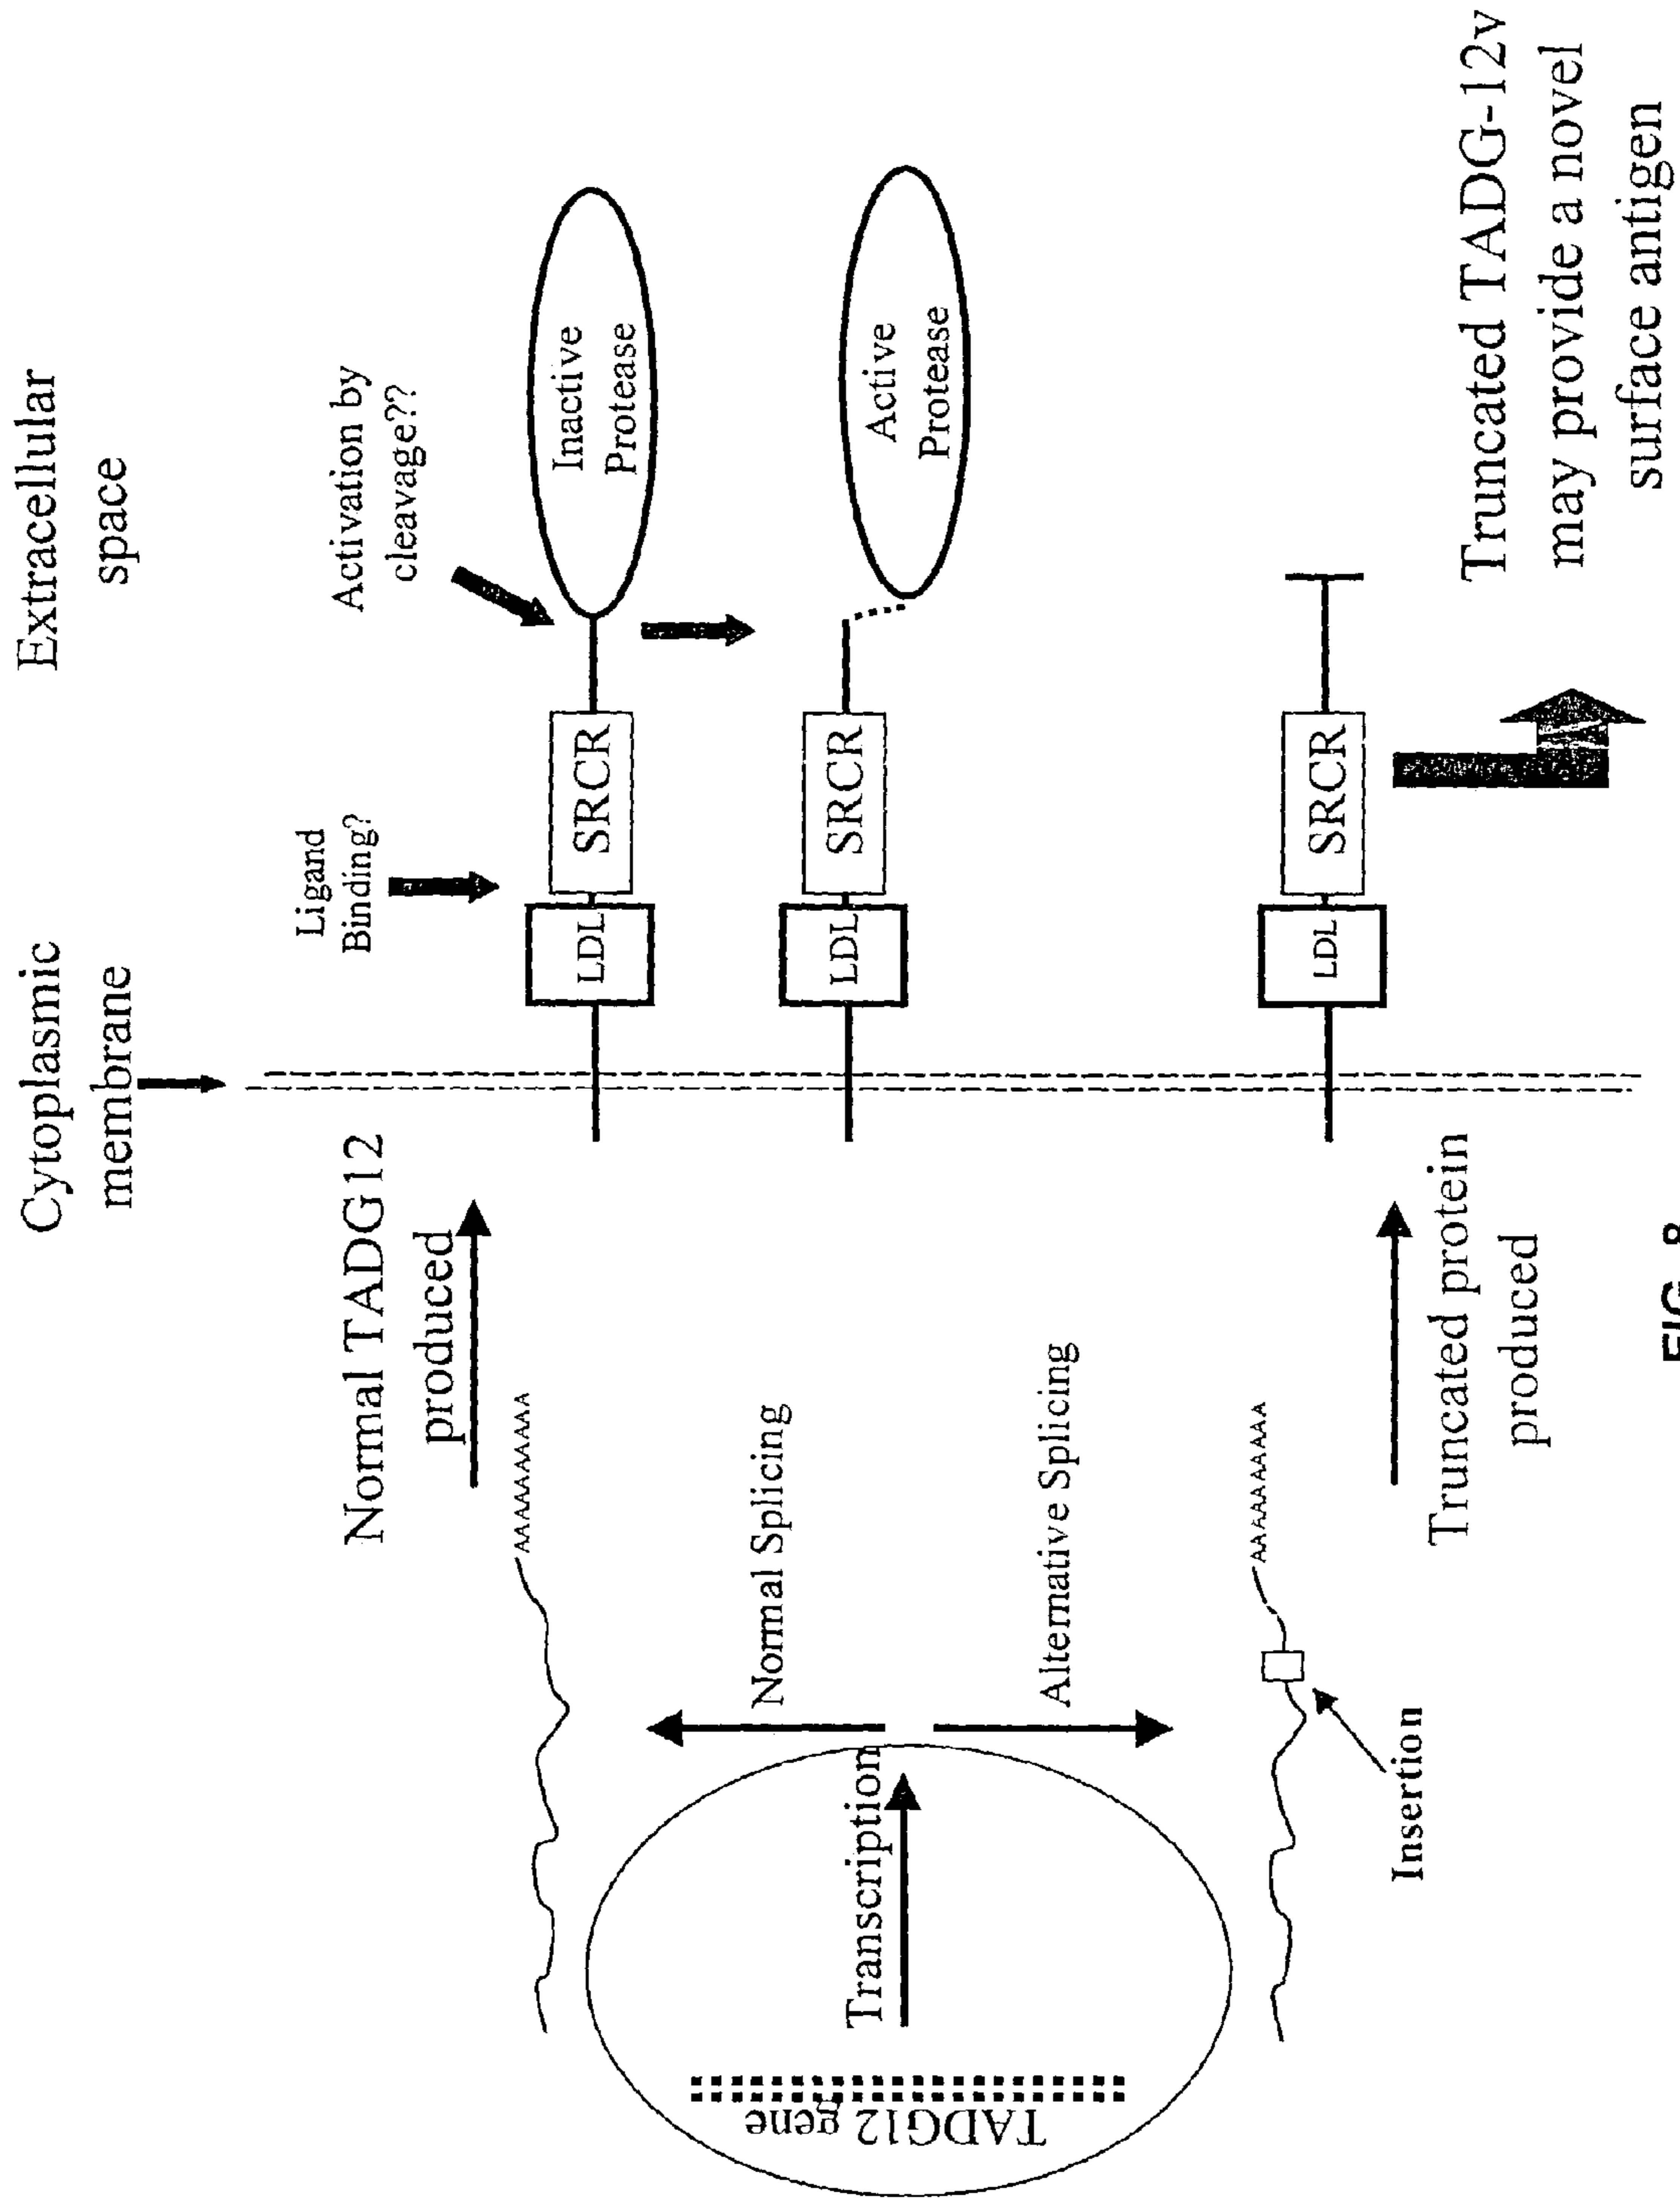 Cytoplasmic
membrane
Extracellular
space
Normal TADG12
produced
Ligand
Binding?
Activation by
cleavage??
AAAAAAAAA
LDL
SRCR
Inactive
Protease
Normal Splicing
LDL
SRCR
Active
Protease
TADG12 gene
Transcription
Alternative Splicing
AAAAAAAAA
Insertion
LDL
SRCR
Truncated protein
produced
Truncated TADG-12v
may provide a novel
surface antigen